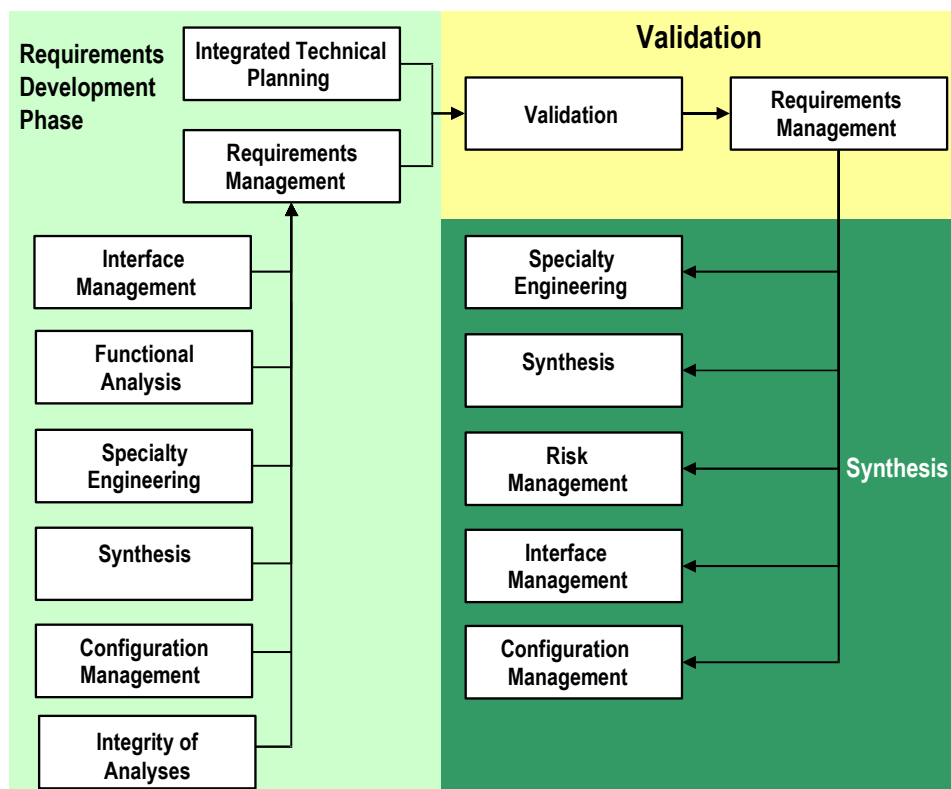 Requirements
Development
Phase
Integrated Technical
Planning
Requirements
Management
Interface
Management
Functional
Analysis
Specialty
Engineering
Synthesis
Configuration
Management
Integrity of
Analyses
Validation
Validation
Requirements
Management
Specialty
Engineering
Synthesis
Risk
Management
Interface
Management
Configuration
Management
Synthesis